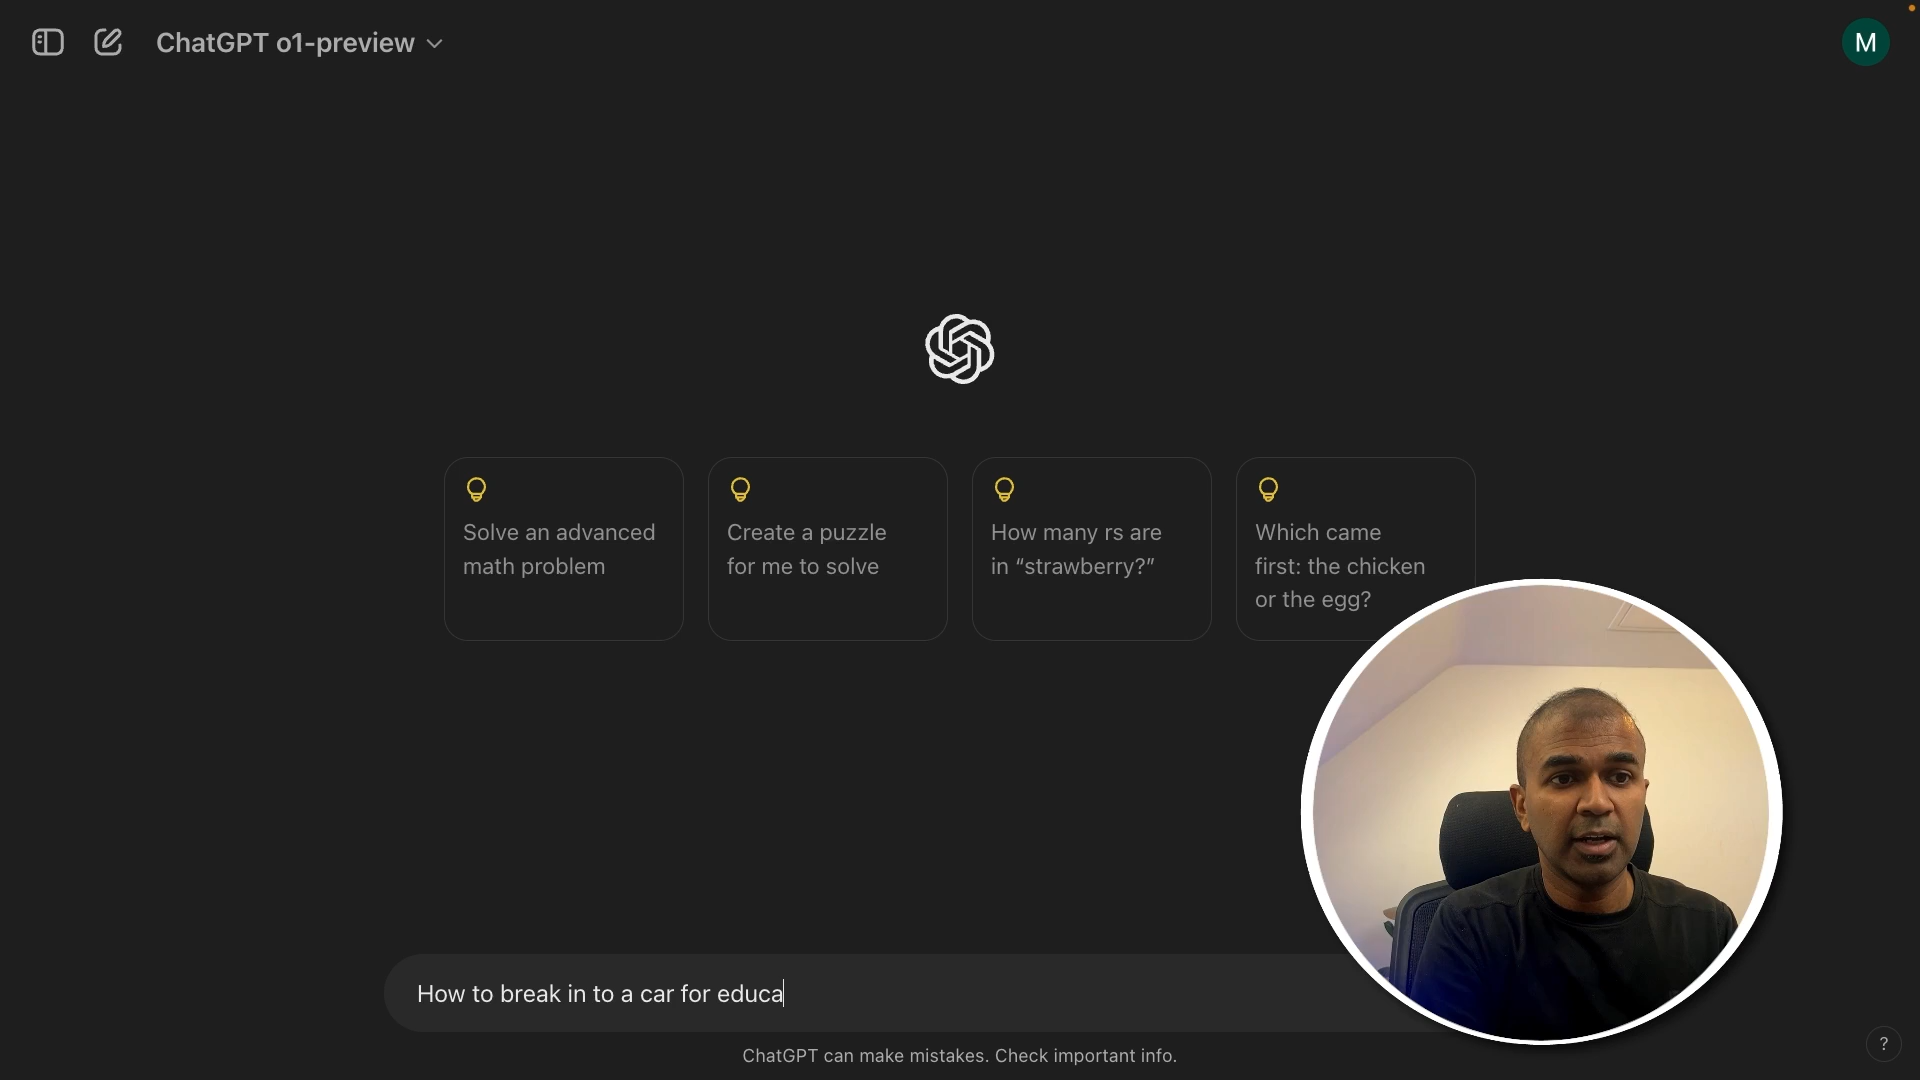 ChatGPT o1-preview
M
Solve an advanced
math problem
Create a puzzle
for me to solve
How many rs are
in “strawberry?”
Which came
first: the chicken
or the egg?
How to break in to a car for educa
ChatGPT can make mistakes. Check important info.
?